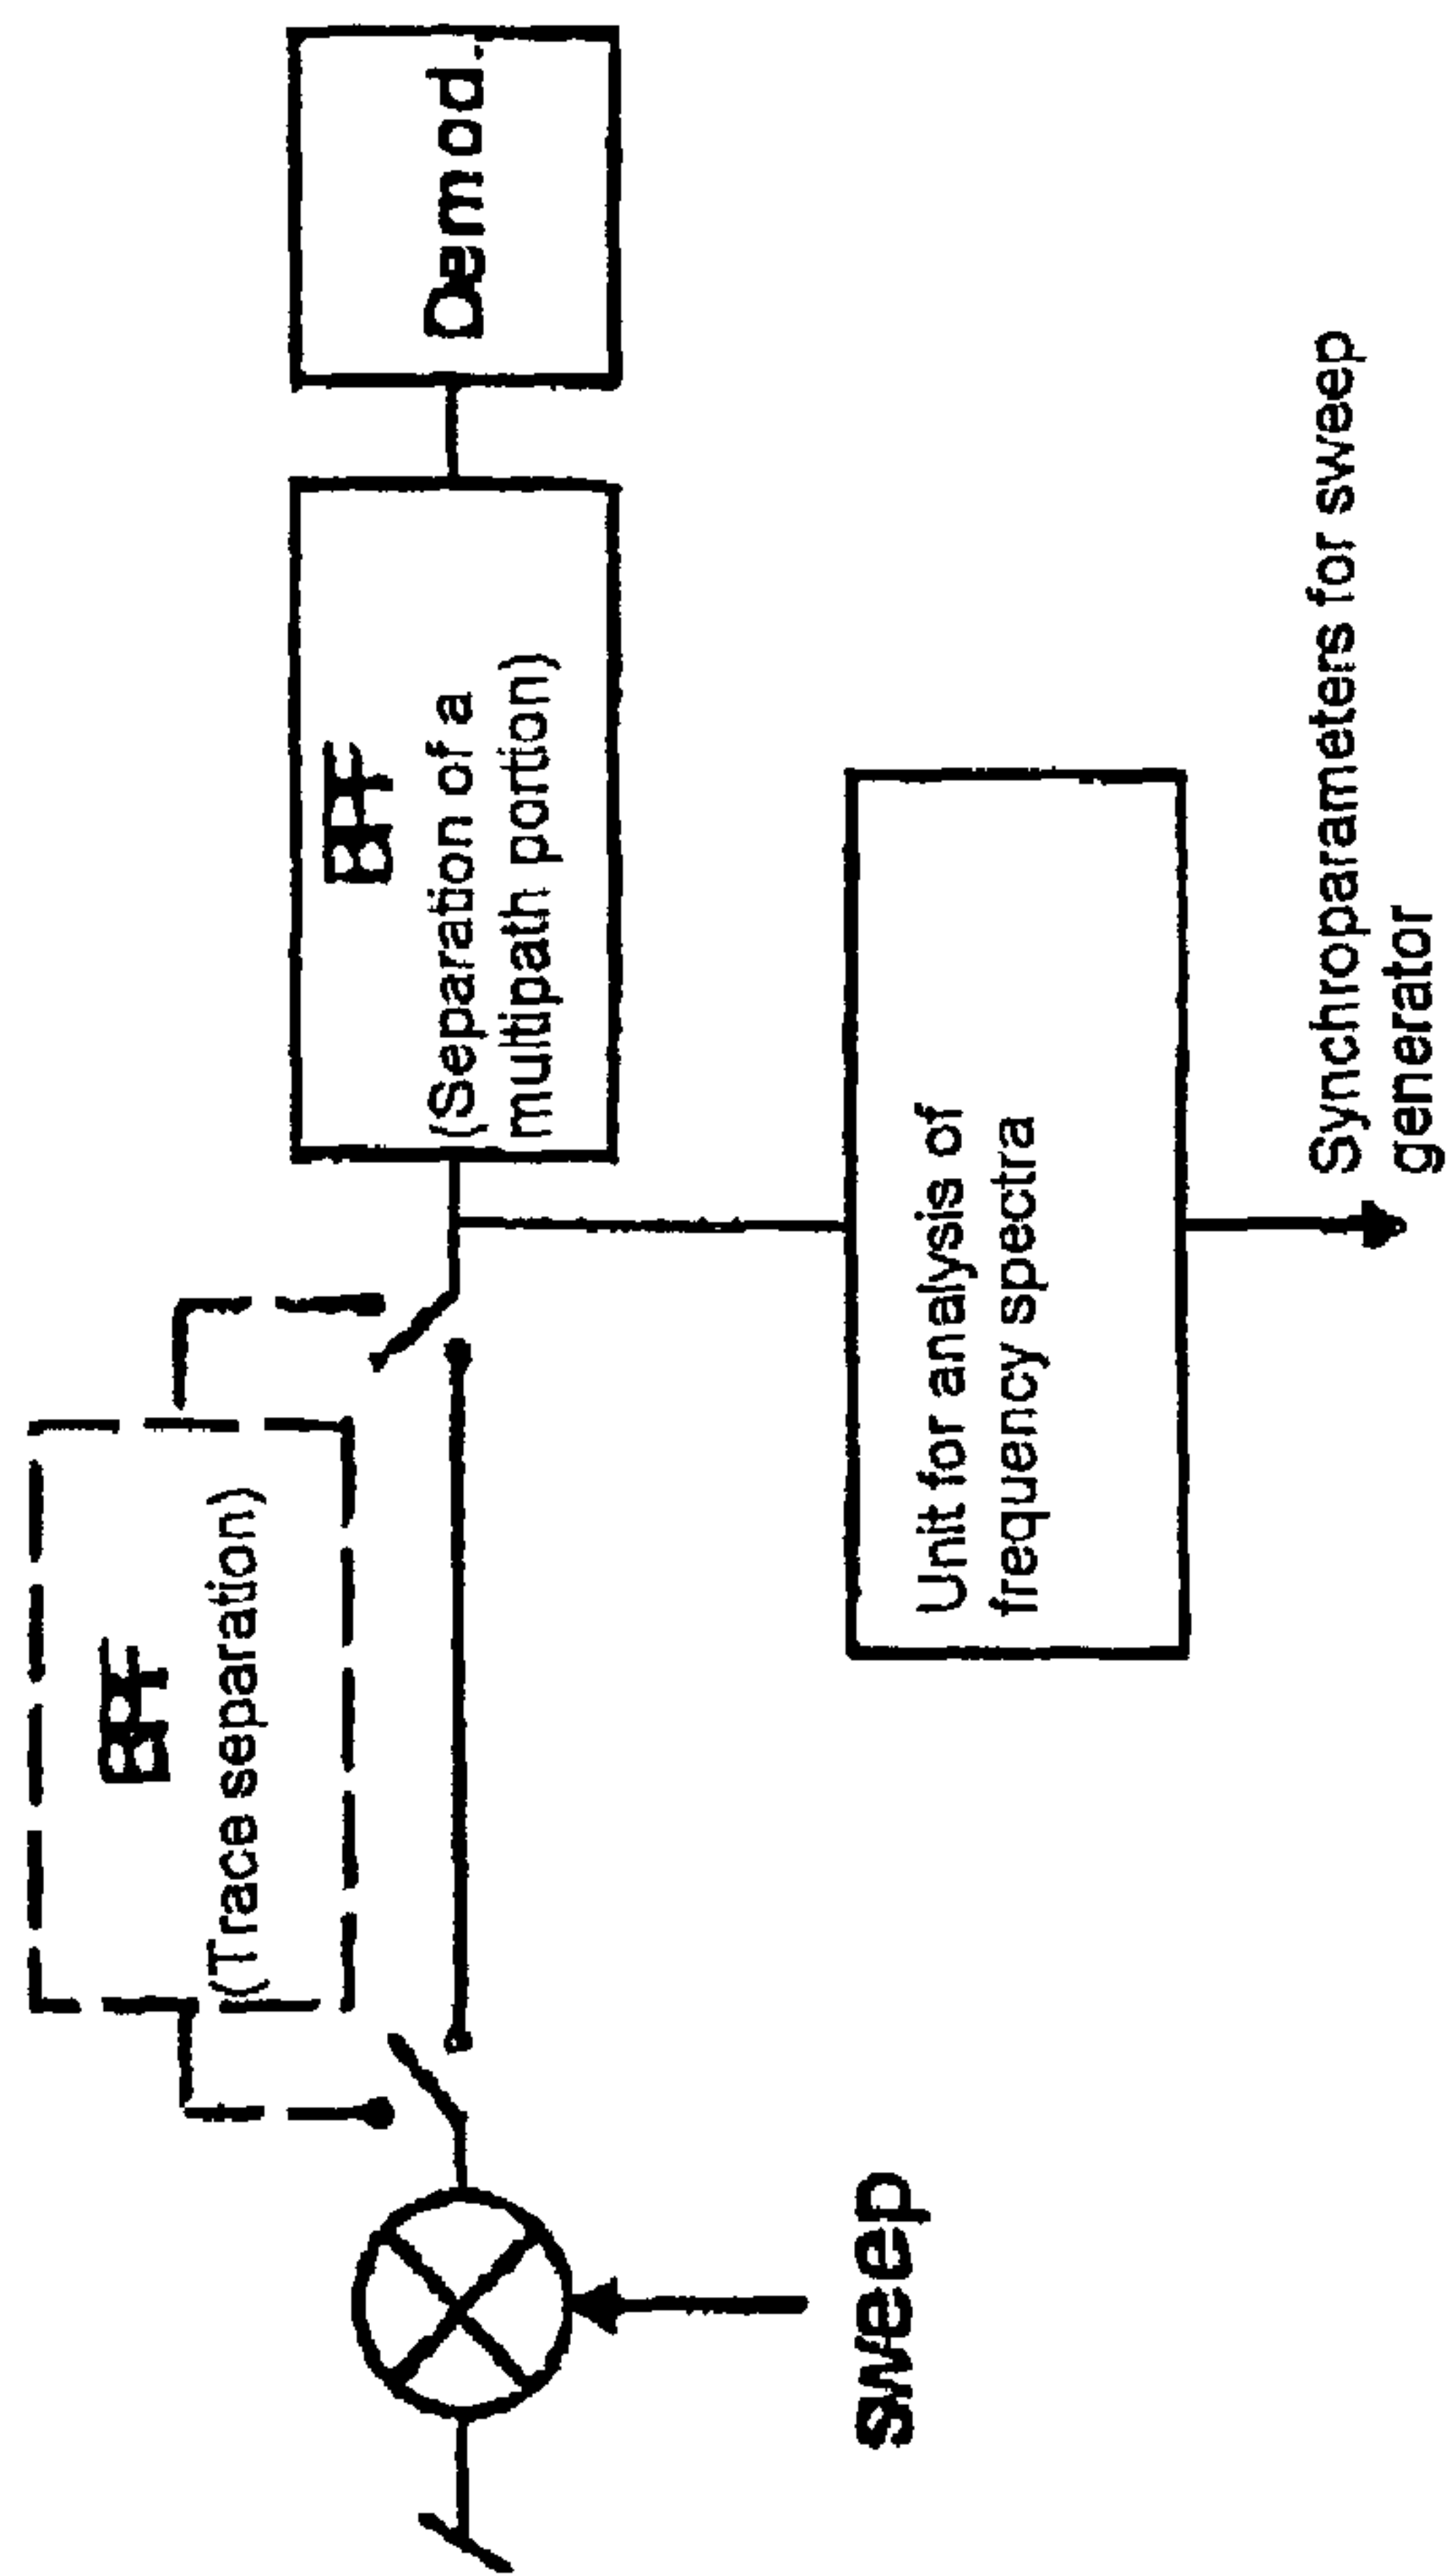 BPF
(Trace separation)
sweep
BPF
(Separation of a
multipath portion)
Demod.
Unit for analysis of
frequency spectra
Synchroparameters for sweep
generator